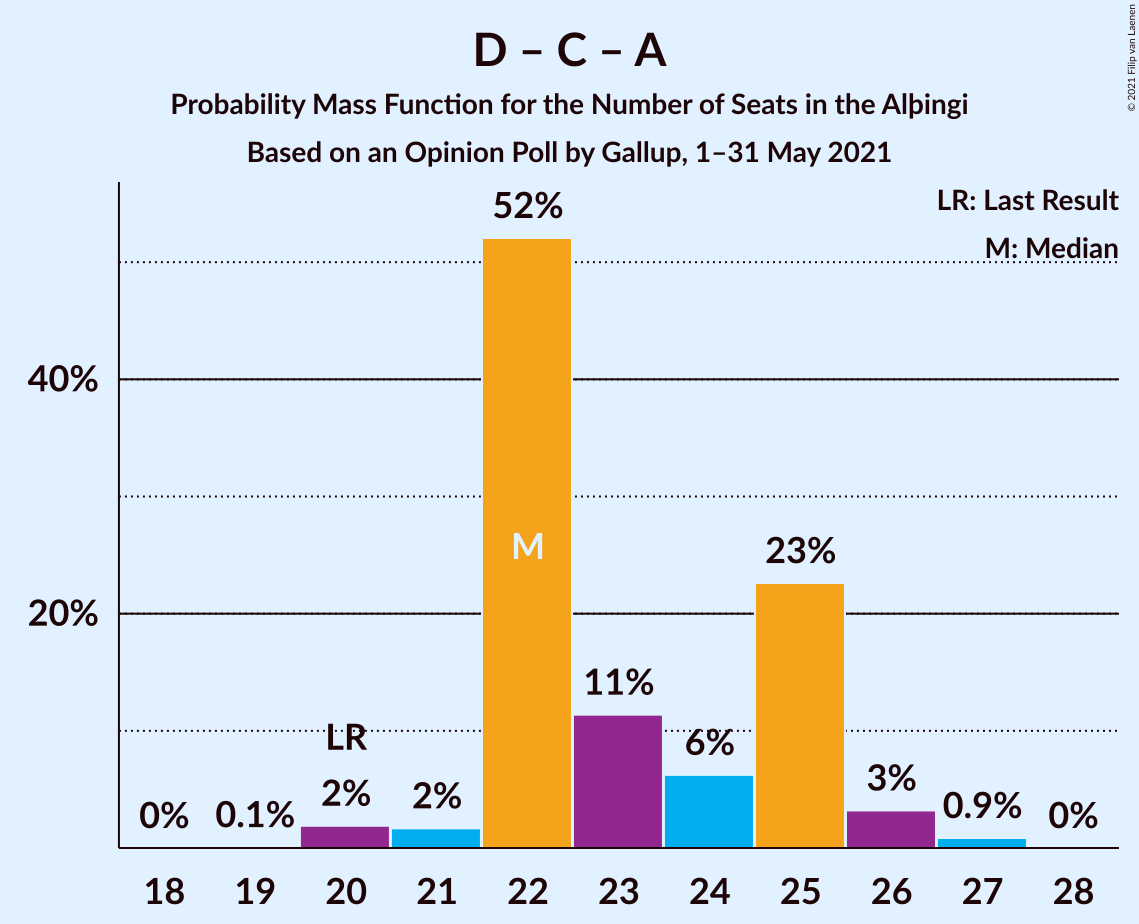 D – C – A
Probability Mass Function for the Number of Seats in the Alþingi
Based on an Opinion Poll by Gallup, 1–31 May 2021
© 2021 Filip van Laenen
LR: Last Result
M: Median
52%
40%
M
23%
20%
11%
LR
6%
0%
0.1%
2%
2%
3%
0.9%
0%
18 19 20 21 22 23 24 25 26 27 28